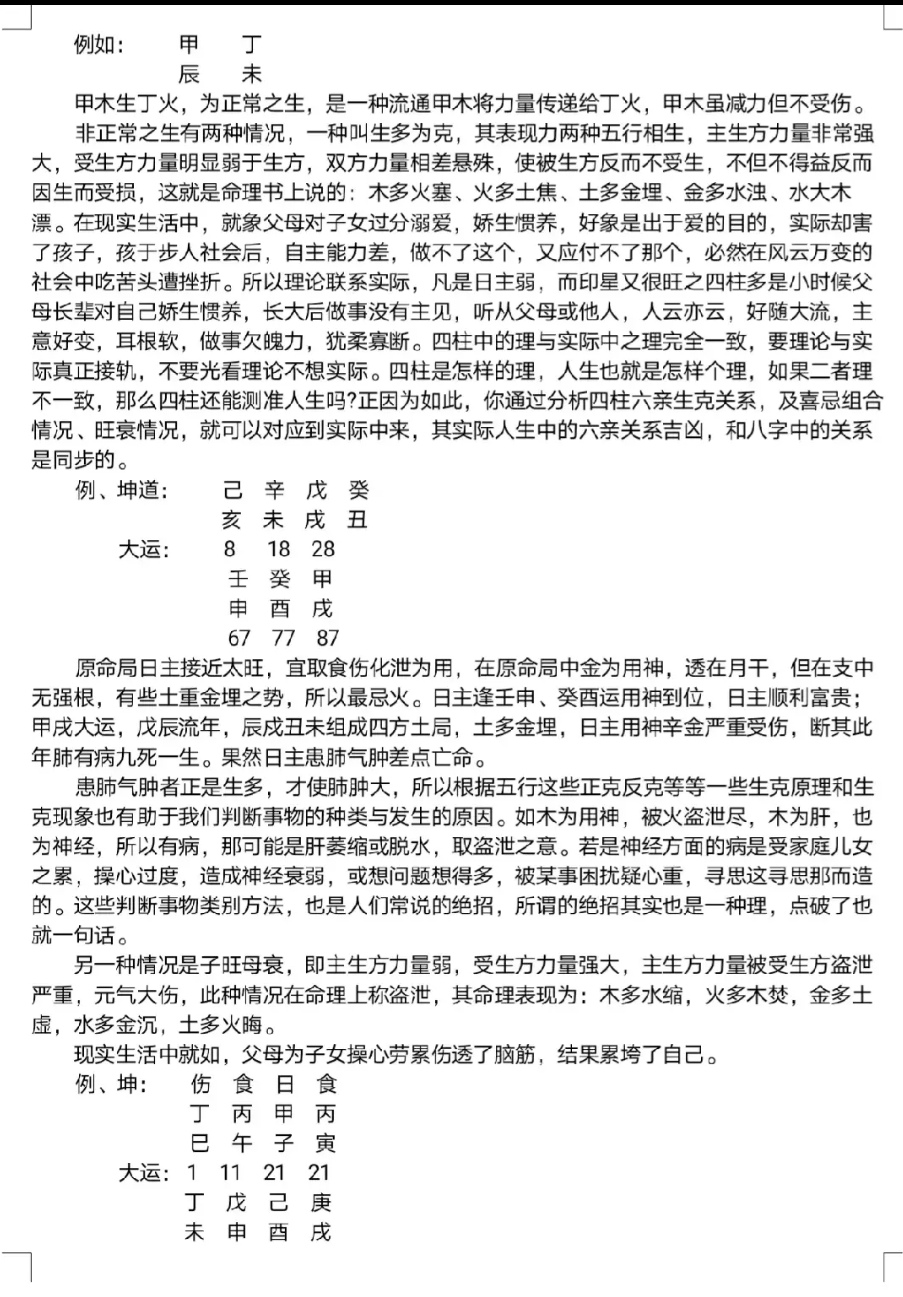 例如： 甲 丁
辰 未
甲木生丁火，为正常之生，是一种流通甲木将力量传递给丁火，甲木虽减力但不受伤。
非正常之生有两种情况，一种叫生多为克，其表现力两种五行相生，主生方力量非常强
大，受生方力量明显弱于生方，双方力量相差悬殊，使被生方反而不受生，不但不得益反而
因生而受损，这就是命理书上说的：木多火塞、火多土焦、土多金埋、金多水浊、水大木
漂。在现实生活中，就象父母对子女过分溺爱，娇生惯养，好象是出于爱的目的，实际却害
了孩子，孩于步人社会后，自主能力差，做不了这个，又应付不了那个，必然在风云万变的
社会中吃苦头遭挫折。所以理论联系实际，凡是日主弱，而印星又很旺之四柱多是小时候父
母长辈对自己娇生惯养，长大后做事没有主见，听从父母或他人，人云亦云，好随大流，主
意好变，耳根软，做事欠魄力，犹柔寡断。四柱中的理与实际中之理完全一致，要理论与实
际真正接轨，不要光看理论不想实际。四柱是怎样的理，人生也就是怎样个理，如果二者理
不一致，那么四柱还能测准人生吗?正因为如此，你通过分析四柱六亲生克关系，及喜忌组合
情况、旺衰情况，就可以对应到实际中来，其实际人生中的六亲关系吉凶，和八字中的关系
是同步的。
例、坤道： 己 辛 戊 癸
亥 未 戌 丑
大运： 8 18 28
壬 癸 甲
申 酉 戌
67 77 87
原命局日主接近太旺，宜取食伤化泄为用，在原命局中金为用神，透在月干，但在支中
无强根，有些土重金埋之势，所以最忌火。日主逢壬申、癸酉运用神到位，日主顺利富贵；
甲戌大运，戊辰流年，辰戍丑未组成四方土局，土多金埋，日主用神辛金严重受伤，断其此
年肺有病九死一生。果然日主患肺气肿差点亡命。
患肺气肿者正是生多，才使肺肿大，所以根据五行这些正克反克等等一些生克原理和生
克现象也有助于我们判断事物的种类与发生的原因。如木为用神，被火盗泄尽，木为肝，也
为神经，所以有病，那可能是肝萎缩或脱水，取盗泄之意。若是神经方面的病是受家庭儿女
之累，操心过度，造成神经衰弱，或想问题想得多，被某事困扰疑心重，寻思这寻思那而造
的。这些判断事物类别方法，也是人们常说的绝招，所谓的绝招其实也是一种理，点破了也
就一句话。
另一种情况是子旺母衰，即主生方力量弱，受生方力量强大，主生方力量被受生方盗泄
严重，元气大伤，此种情况在命理上称盗泄，其命理表现为：木多水缩，火多木焚，金多土
虚，水多金沉，土多火晦。
现实生活中就如，父母为子女操心劳累伤透了脑筋，结果累垮了自己。
例、坤： 伤 食 日 食
丁 丙 甲 丙
巳 午 子 寅
大运： 1 11 21 21
丁 戊 己 庚
未 申 酉 戌